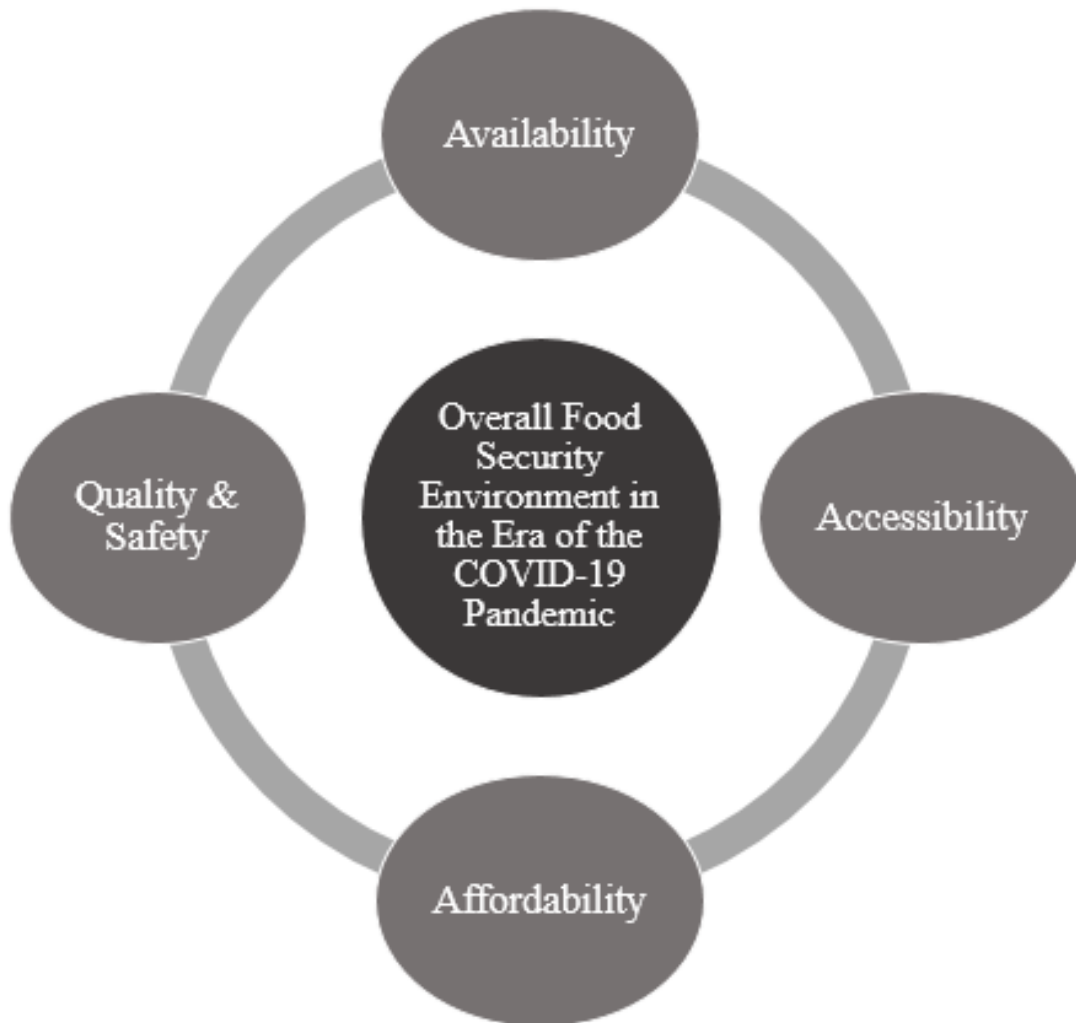 Availability
Overall Food
Security
Environment in
the Era of the
COVID-19
Pandemic
Quality &
Safety
Accessibility
Affordability